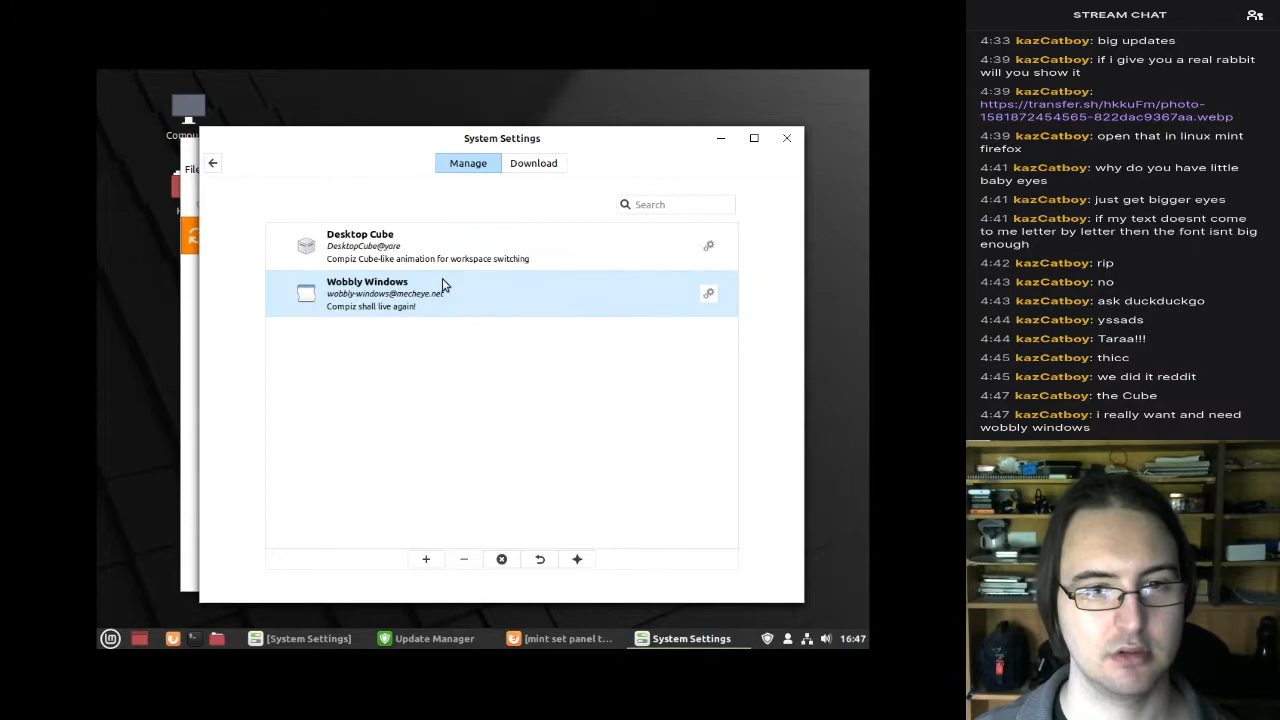 Compu
File
System Settings
Manage
Download
Search
Desktop Cube
DesktopCube@yare
Compiz Cube-like animation for workspace switching
Wobbly Windows
wobbly-windows@mecheye.net
Compiz shall live again!
[System Settings]
Update Manager
[mint set panel t...
System Settings
16:47
STREAM CHAT
4:33 kazCatboy: big updates
4:39 kazCatboy: if i give you a real rabbit
will you show it
4:39 kazCatboy:
https://transfer.sh/hkkuFm/photo-
1581872454565-822dac9367aa.webp
4:39 kazCatboy: open that in linux mint
firefox
4:41 kazCatboy: why do you have little
baby eyes
4:41 kazCatboy: just get bigger eyes
4:41 kazCatboy: if my text doesnt come
to me letter by letter then the font isnt big
enough
4:42 kazCatboy: rip
4:43 kazCatboy: no
4:43 kazCatboy: ask duckduckgo
4:44 kazCatboy: yssads
4:44 kazCatboy: Taraa!!!
4:45 kazCatboy: thicc
4:45 kazCatboy: we did it reddit
4:47 kazCatboy: the Cube
4:47 kazCatboy: i really want and need
wobbly windows